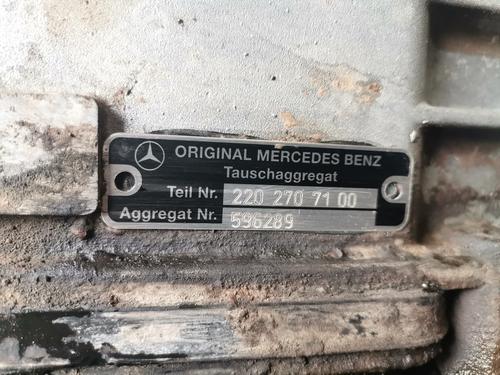 ORIGINAL MERCEDES BENZ
Tauschaggregat
Teil Nr. 220 270 71 00
Aggregat Nr. 596289